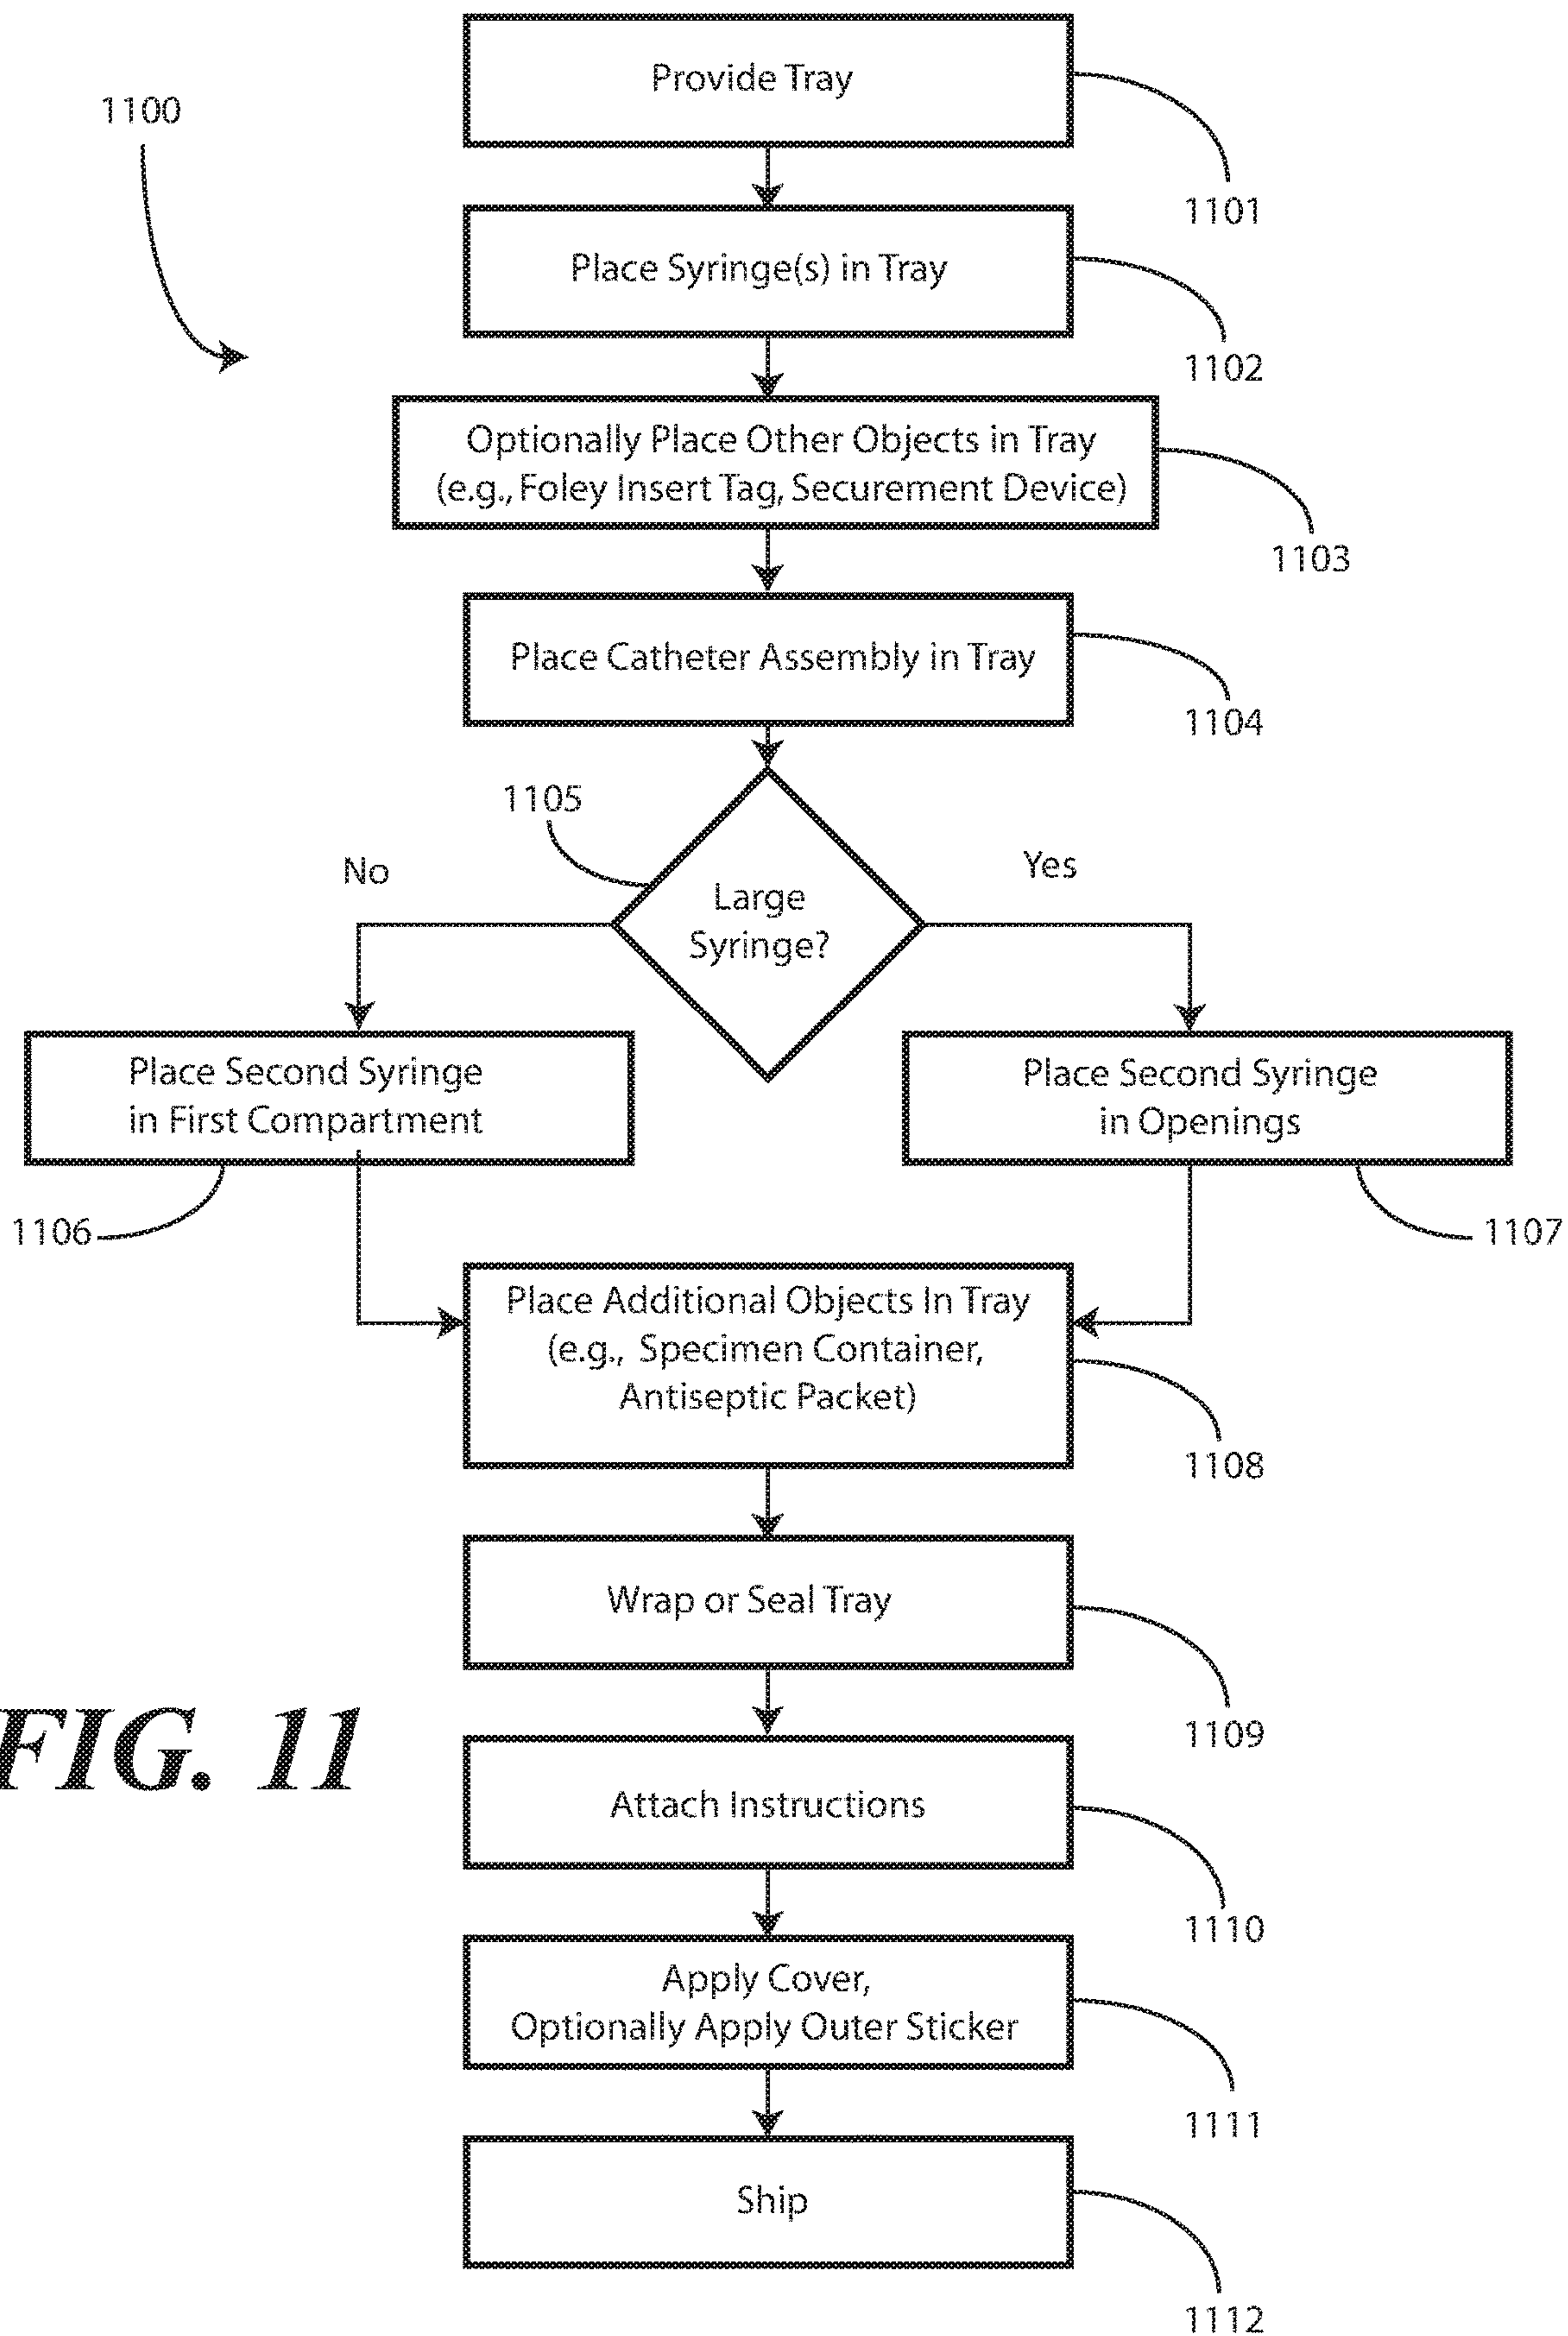 1100
Provide Tray
1101
Place Syringe(s) in Tray
1102
Optionally Place Other Objects in Tray
(e.g., Foley Insert Tag, Securement Device)
1103
Place Catheter Assembly in Tray
1104
1105
No
Yes
Large
Syringe?
Place Second Syringe
in First Compartment
Place Second Syringe
in Openings
1106
1107
Place Additional Objects In Tray
(e.g., Specimen Container,
Antiseptic Packet)
1108
Wrap or Seal Tray
1109
FIG. 11
Attach Instructions
1110
Apply Cover,
Optionally Apply Outer Sticker
1111
Ship
1112